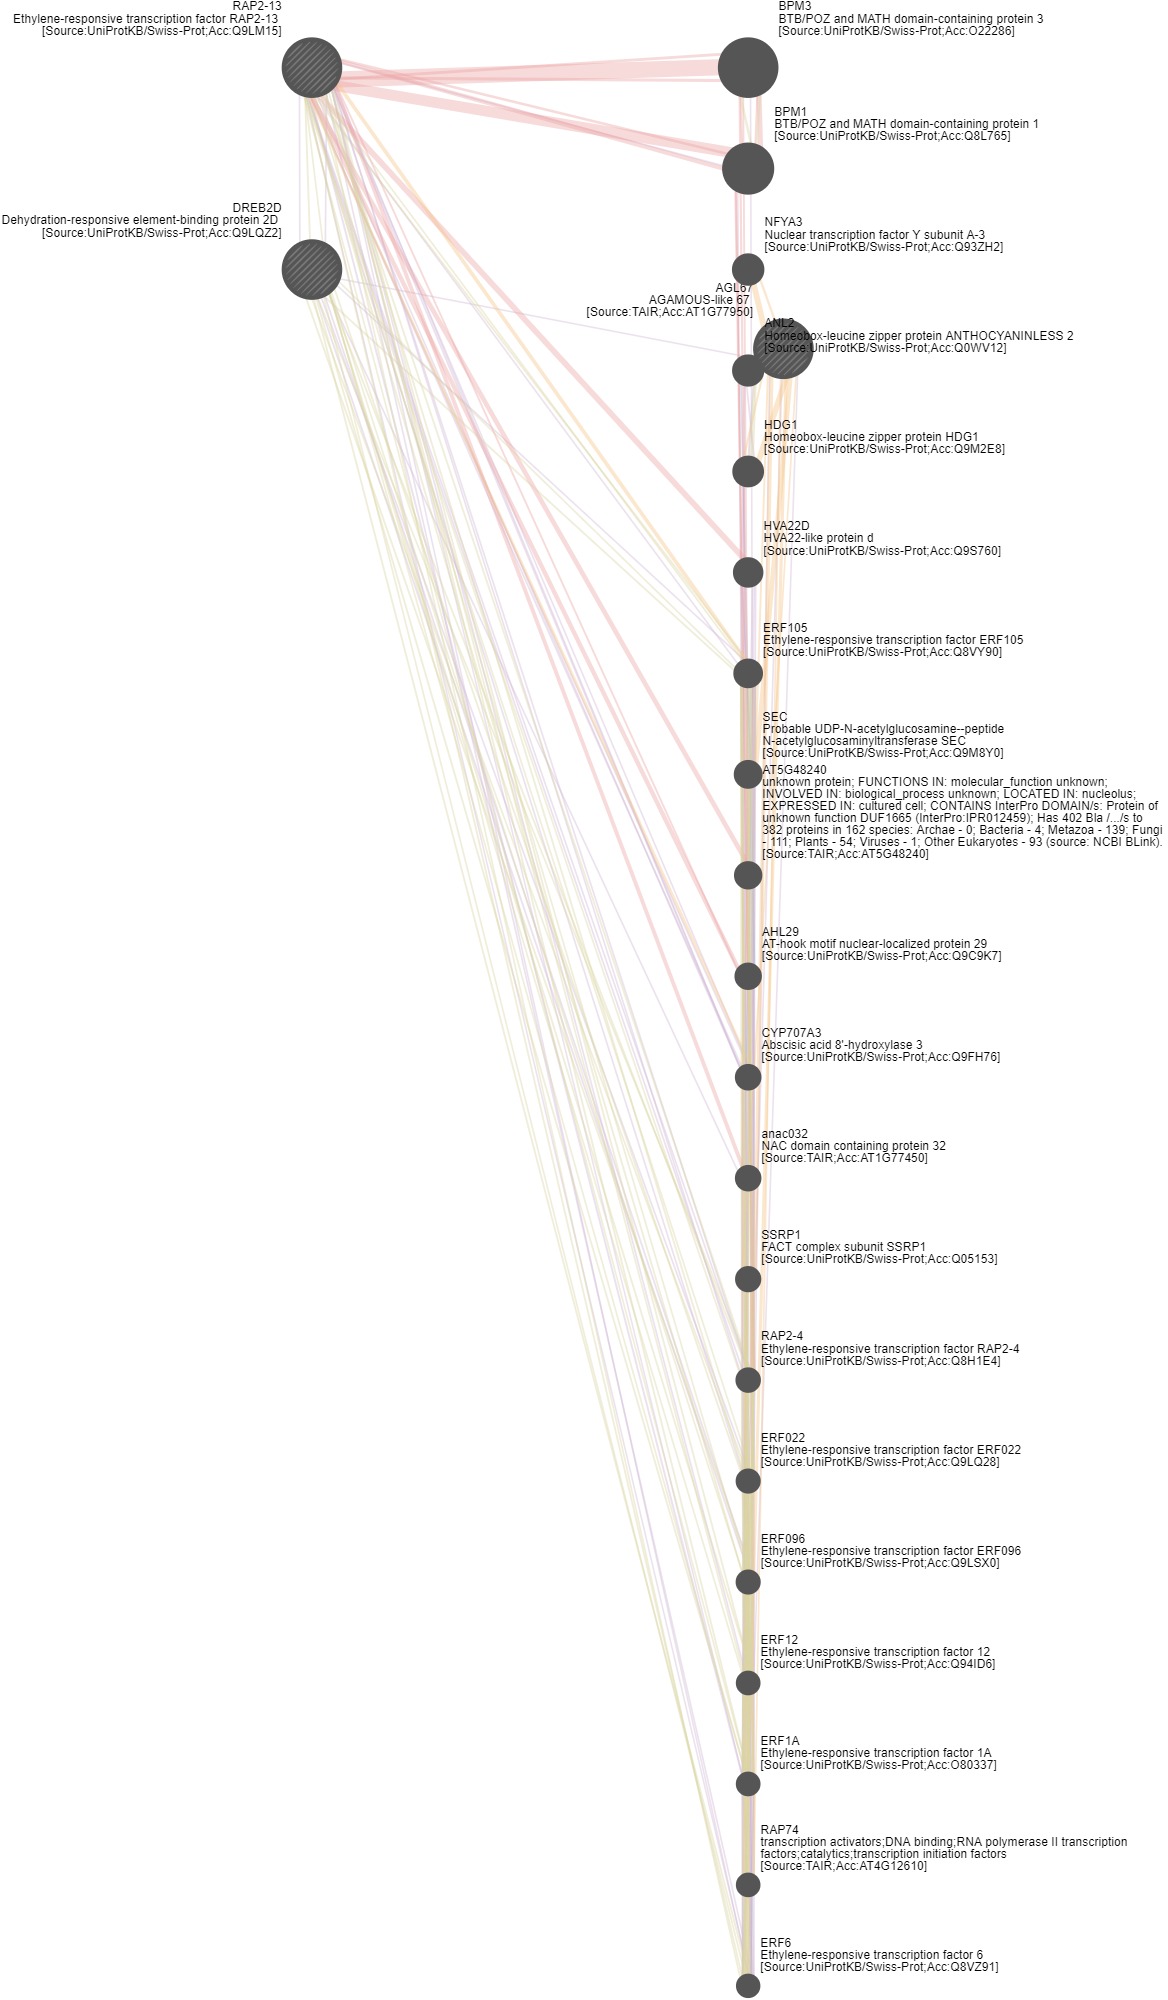 RAP2-13
Ethylene-responsive transcription factor RAP2-13
[Source:UniProtKB/Swiss-Prot;Acc:Q9LM15]
DREB2D
Dehydration-responsive element-binding protein 2D
[Source:UniProtKB/Swiss-Prot;Acc:Q9LQZ2]
BPM3
BTB/POZ and MATH domain-containing protein 3
[Source:UniProtKB/Swiss-Prot;Acc:O22286]
BPM1
BTB/POZ and MATH domain-containing protein 1
[Source:UniProtKB/Swiss-Prot;Acc:Q8L765]
NFYA3
Nuclear transcription factor Y subunit A-3
[Source:UniProtKB/Swiss-Prot;Acc:Q93ZH2]
AGL67
AGAMOUS-like 67
[Source:TAIR;Acc:AT1G77950]
ANL2
Homeobox-leucine zipper protein ANTHOCYANINLESS 2
[Source:UniProtKB/Swiss-Prot;Acc:Q0WV12]
HDG1
Homeobox-leucine zipper protein HDG1
[Source:UniProtKB/Swiss-Prot;Acc:Q9M2E8]
HVA22D
HVA22-like protein d
[Source:UniProtKB/Swiss-Prot;Acc:Q9S760]
ERF105
Ethylene-responsive transcription factor ERF105
[Source:UniProtKB/Swiss-Prot;Acc:Q8VY90]
SEC
Probable UDP-N-acetylglucosamine--peptide
N-acetylglucosaminyltransferase SEC
[Source:UniProtKB/Swiss-Prot;Acc:Q9M8Y0]
AT5G48240
unknown protein; FUNCTIONS IN: molecular_function unknown;
INVOLVED IN: biological_process unknown; LOCATED IN: nucleolus;
EXPRESSED IN: cultured cell; CONTAINS InterPro DOMAIN/s: Protein of
unknown function DUF1665 (InterPro:IPR012459); Has 402 Bla /.../s to
382 proteins in 162 species: Archae - 0; Bacteria - 4; Metazoa - 139; Fungi
- 111; Plants - 54; Viruses - 1; Other Eukaryotes - 93 (source: NCBI BLink).
[Source:TAIR;Acc:AT5G48240]
AHL29
AT-hook motif nuclear-localized protein 29
[Source:UniProtKB/Swiss-Prot;Acc:Q9C9K7]
CYP707A3
Abscisic acid 8'-hydroxylase 3
[Source:UniProtKB/Swiss-Prot;Acc:Q9FH76]
anac032
NAC domain containing protein 32
[Source:TAIR;Acc:AT1G77450]
SSRP1
FACT complex subunit SSRP1
[Source:UniProtKB/Swiss-Prot;Acc:Q05153]
RAP2-4
Ethylene-responsive transcription factor RAP2-4
[Source:UniProtKB/Swiss-Prot;Acc:Q8H1E4]
ERF022
Ethylene-responsive transcription factor ERF022
[Source:UniProtKB/Swiss-Prot;Acc:Q9LQ28]
ERF096
Ethylene-responsive transcription factor ERF096
[Source:UniProtKB/Swiss-Prot;Acc:Q9LSX0]
ERF12
Ethylene-responsive transcription factor 12
[Source:UniProtKB/Swiss-Prot;Acc:Q94ID6]
ERF1A
Ethylene-responsive transcription factor 1A
[Source:UniProtKB/Swiss-Prot;Acc:O80337]
RAP74
transcription activators;DNA binding;RNA polymerase II transcription
factors;catalytics;transcription initiation factors
[Source:TAIR;Acc:AT4G12610]
ERF6
Ethylene-responsive transcription factor 6
[Source:UniProtKB/Swiss-Prot;Acc:Q8VZ91]